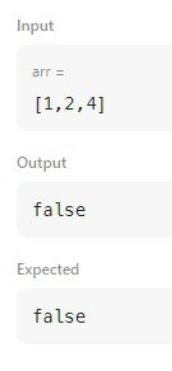 Input
arr =
[1,2,4]
Output
false
Expected
false